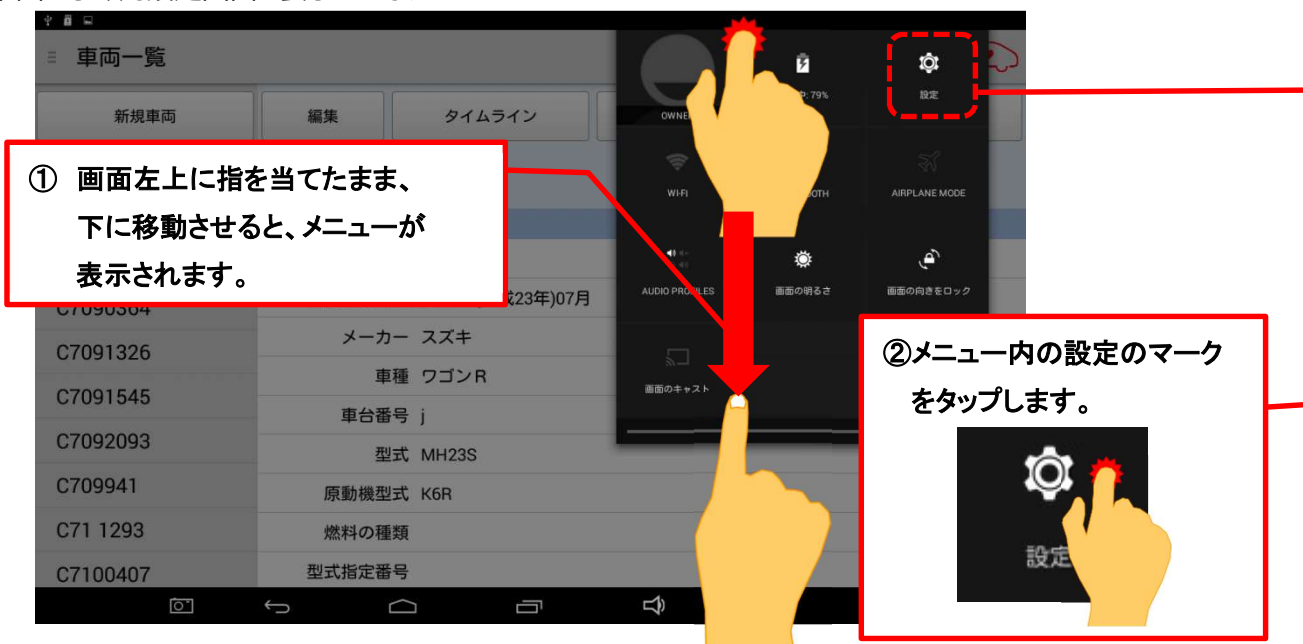 車両一覧
新規車両
編集
タイムライン
79%
設定
WI-FI
AIRPLANE MODE
AUDIO PROFILES
画面の明るさ
画面の向きをロック
画面のキャスト
① 画面左上に指を当てたまま、
下に移動させると、メニューが
表示されます。
②メニュー内の設定のマーク
をタップします。
設定
23年)07月
C7090364
メーカー スズキ
C7091326
車種 ワゴンR
C7091545
車台番号 j
C7092093
型式 MH23S
C709941
原動機型式 K6R
C71 1293
燃料の種類
C7100407
型式指定番号